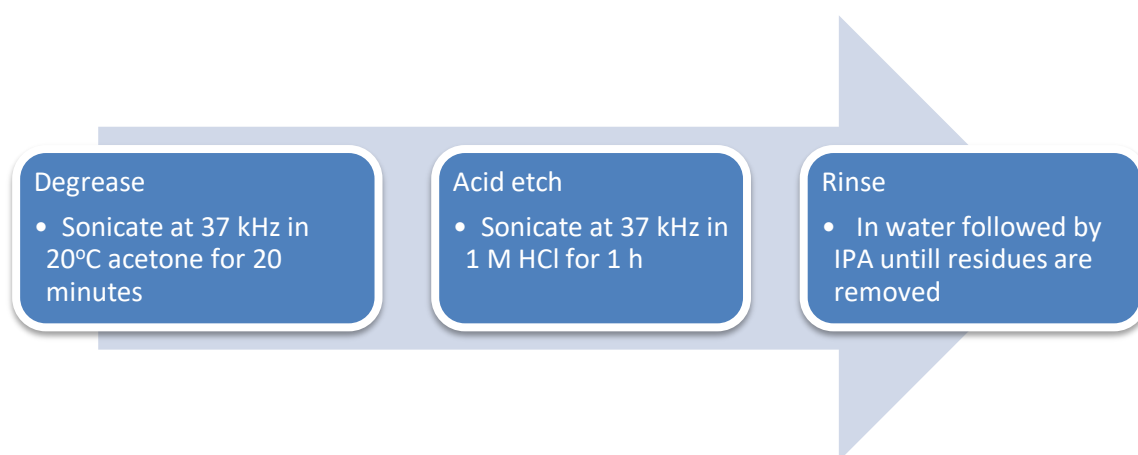 Degrease
• Sonicate at 37 kHz in
20ºC acetone for 20
minutes
Acid etch
• Sonicate at 37 kHz in
1 M HCl for 1 h
Rinse
• In water followed by
IPA untill residues are
removed